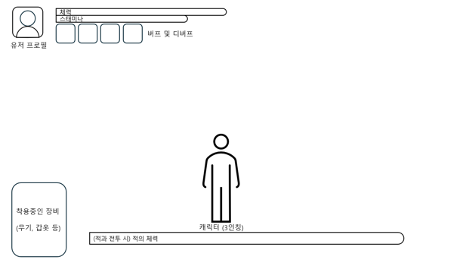 체력
스태미나
버프 및 디버프
유저 프로필
착용중인 장비
(무기, 갑옷 등)
캐릭터 (3인칭)
(적과 전투 시) 적의 체력